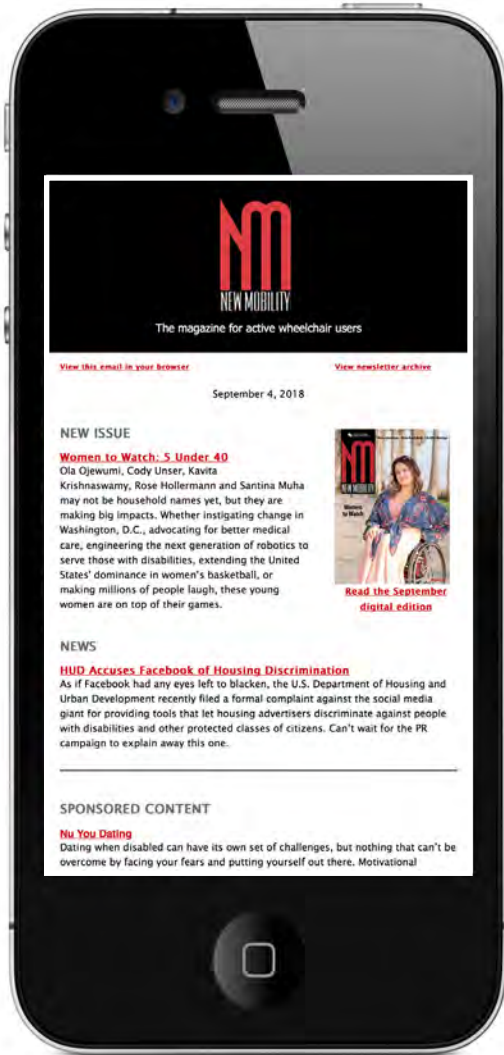 NM
NEW MOBILITY
The magazine for active wheelchair users
View this email in your browser
View newsletter archive
September 4, 2018
NEW ISSUE
Women to Watch: 5 Under 40
Ola Ojewumi, Cody Unser, Kavita
Krishnaswamy, Rose Hollermann and Santina Muha
may not be household names yet, but they are
making big impacts. Whether instigating change in
Washington, D.C., advocating for better medical
care, engineering the next generation of robotics to
serve those with disabilities, extending the United
States' dominance in women's basketball, or
making millions of people laugh, these young
women are on top of their games.
NM
Women
to Watch
Read the September
digital edition
NEWS
HUD Accuses Facebook of Housing Discrimination
As if Facebook had any eyes left to blacken, the U.S. Department of Housing and
Urban Development recently filed a formal complaint against the social media
giant for providing tools that let housing advertisers discriminate against people
with disabilities and other protected classes of citizens. Can't wait for the PR
campaign to explain away this one.
SPONSORED CONTENT
Nu You Dating
Dating when disabled can have its own set of challenges, but nothing that can't be
overcome by facing your fears and putting yourself out there. Motivational